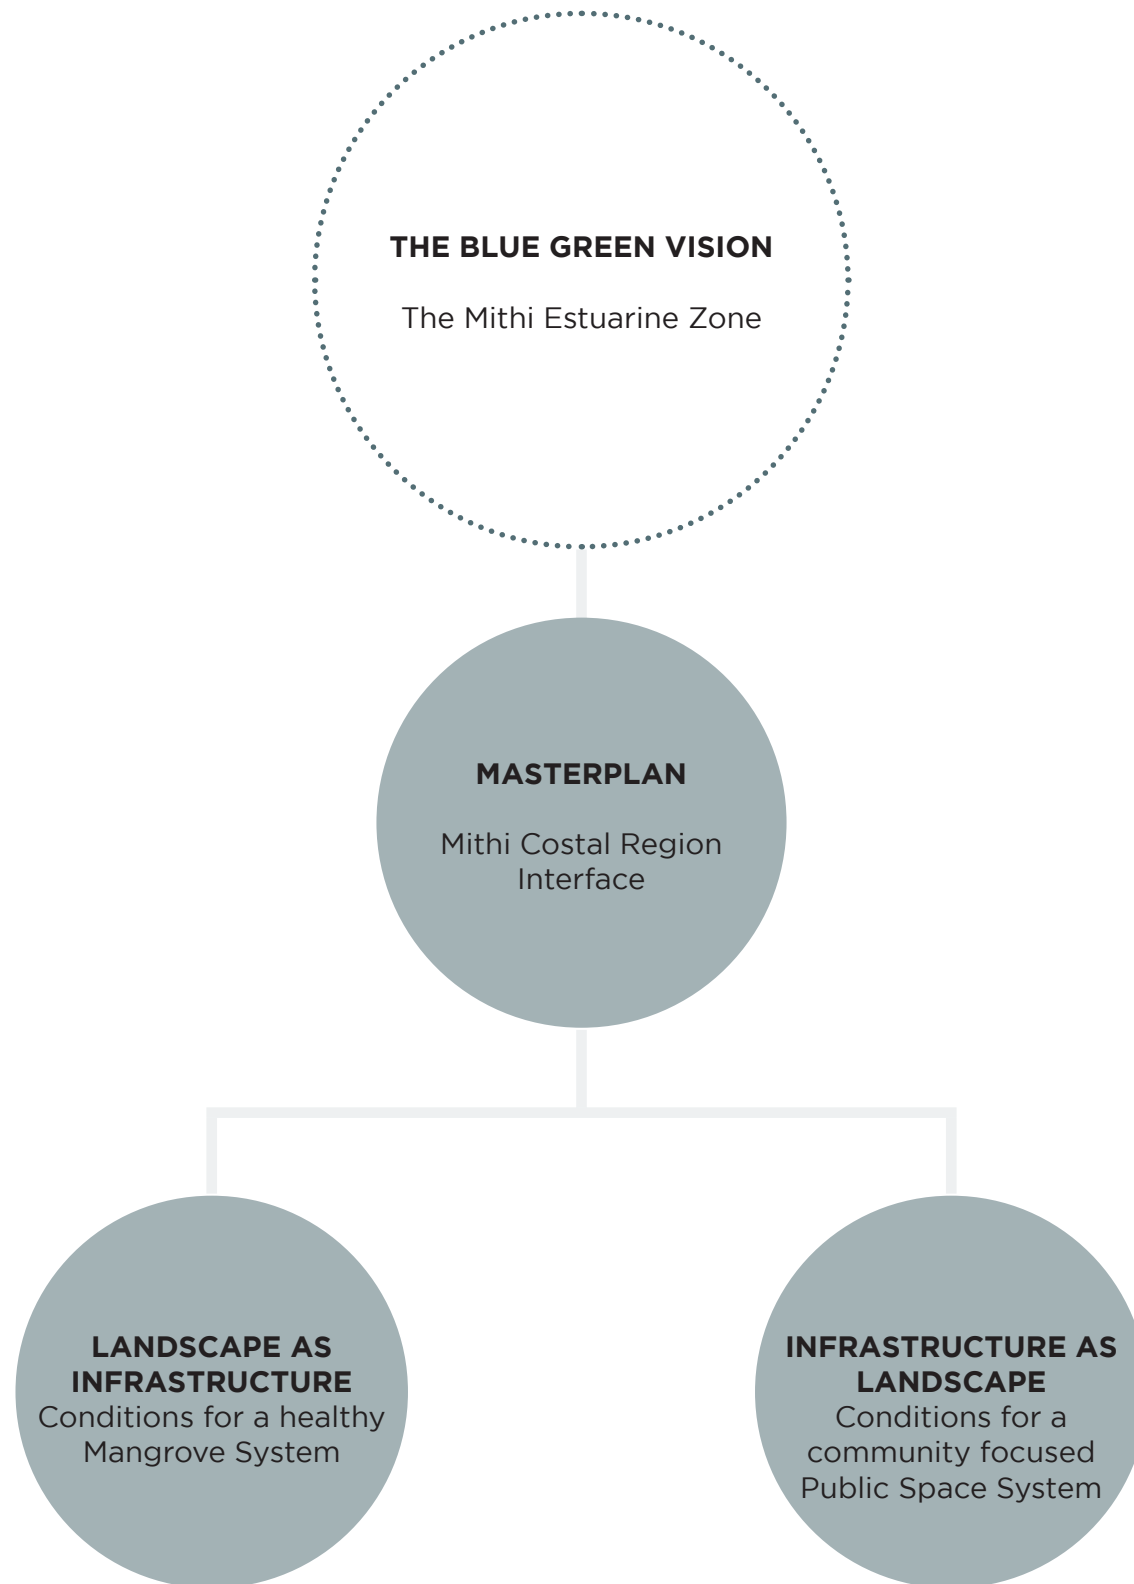 THE BLUE GREEN VISION
The Mithi Estuarine Zone
MASTERPLAN
Mithi Costal Region
Interface
LANDSCAPE AS
INFRASTRUCTURE
Conditions for a healthy
Mangrove System
INFRASTRUCTURE AS
LANDSCAPE
Conditions for a
community focused
Public Space System